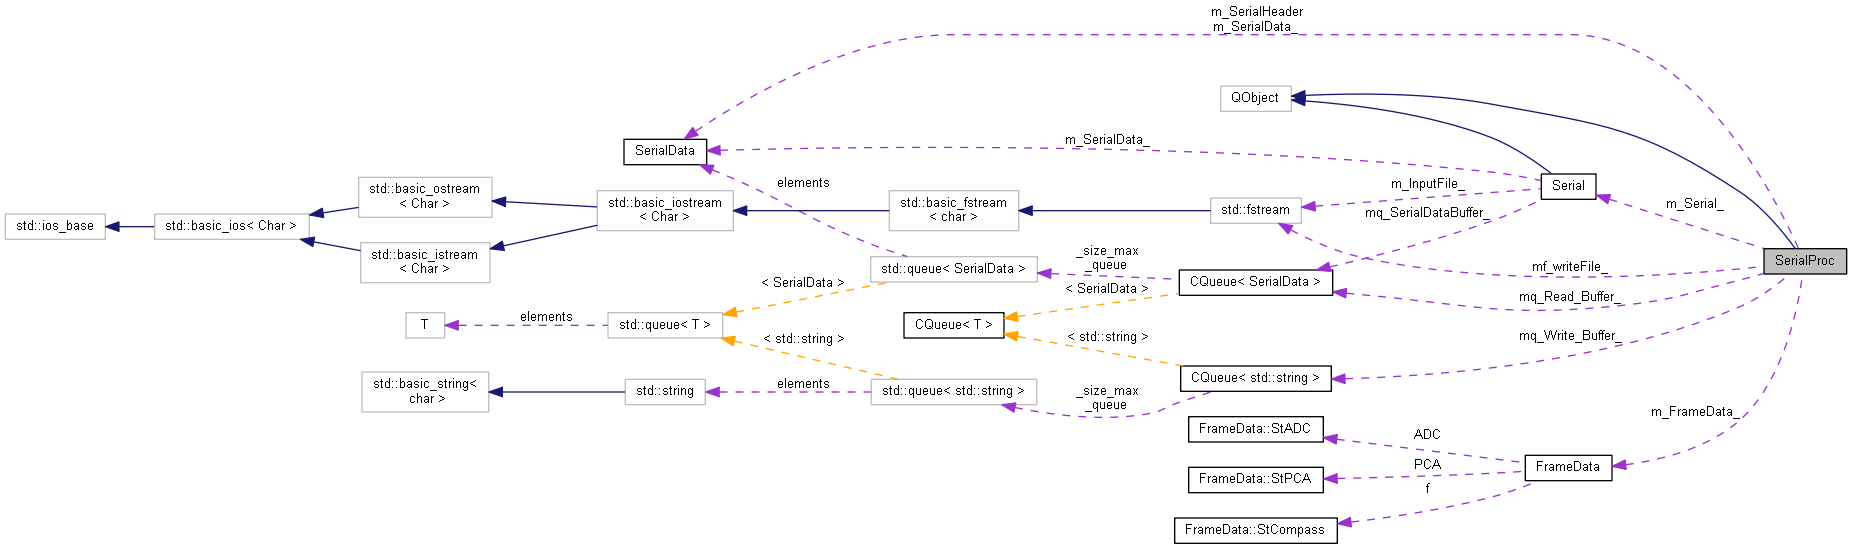 m_SerialHeader
m_SerialData_
QObject
SerialData
m_SerialData_
elements
std::basic_ostream
< Char >
std::basic_iostream
< Char >
std::basic_fstream
< char >
std::fstream
m_InputFile_
Serial
mq_SerialDataBuffer_
m_Serial_
std::ios_base
std::basic_ios< Char >
std::basic_istream
< Char >
std::queue< SerialData >
_size_max
_queue
CQueue< SerialData >
mf_writeFile_
SerialProc
< SerialData >
< SerialData >
mq_Read_Buffer_
T
elements
std::queue< T >
CQueue< T >
< std::string >
< std::string >
mq_Write_Buffer_
std::basic_string<
char >
std::string
elements
std::queue< std::string >
_size_max
_queue
CQueue< std::string >
m_FrameData_
FrameData::StADC
ADC
FrameData::StPCA
PCA
f
FrameData
FrameData::StCompass